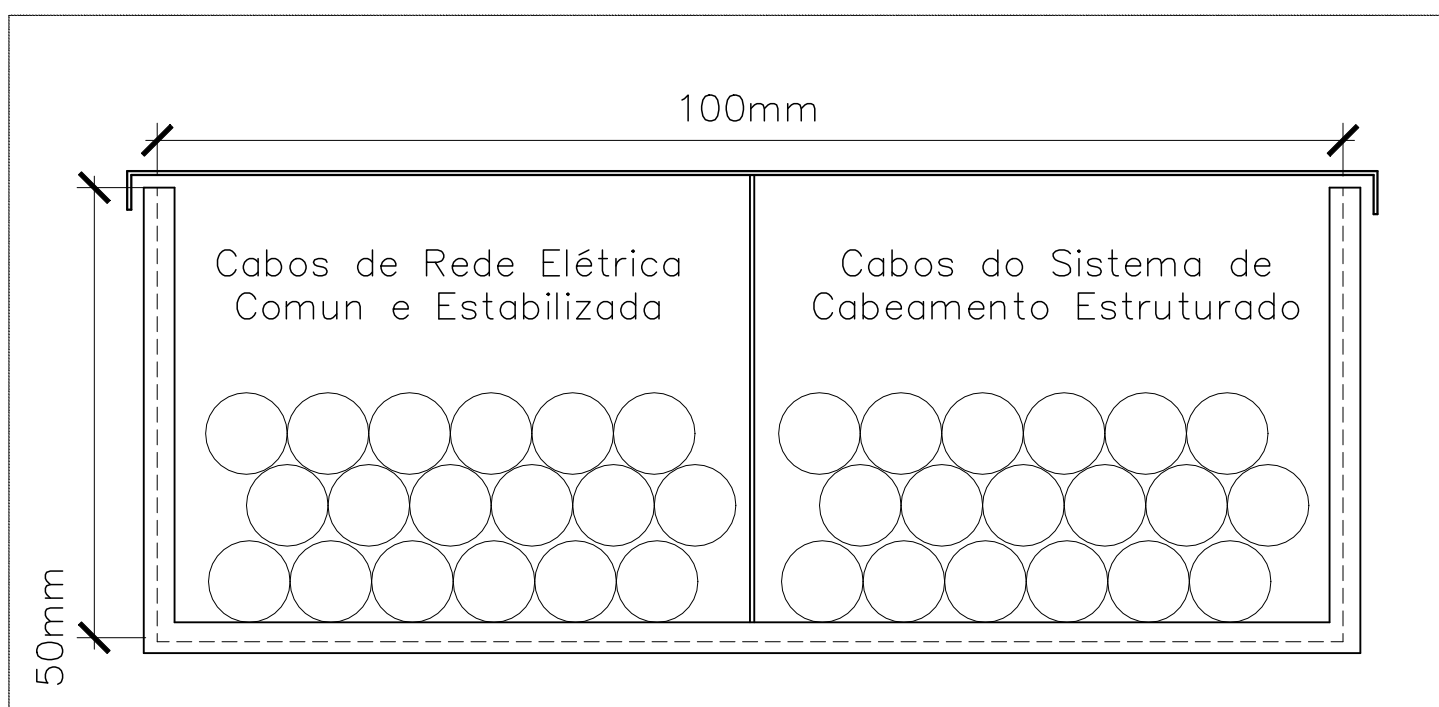 100mm
Cabos de Rede Elétrica
Comun e Estabilizada
Cabos do Sistema de
Cabeamento Estruturado
50mm